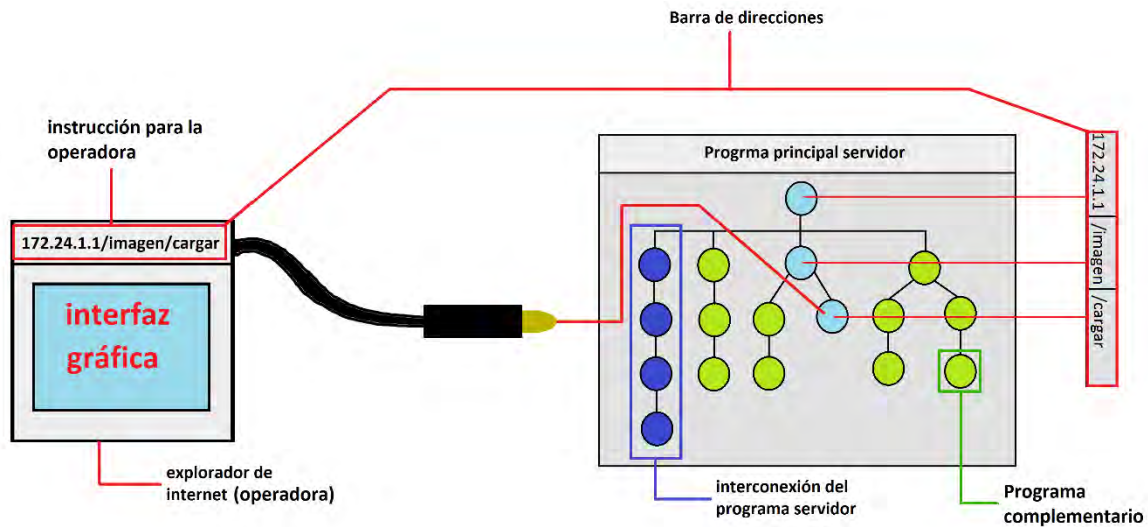 Barra de direcciones
instrucción para la
operadora
Progrma principal servidor
172.24.1.1/imagen/cargar
172.24.1.1
/imagen
/cargar
interfaz
gráfica
explorador de
internet (operadora)
interconexión del
programa servidor
Programa
complementario